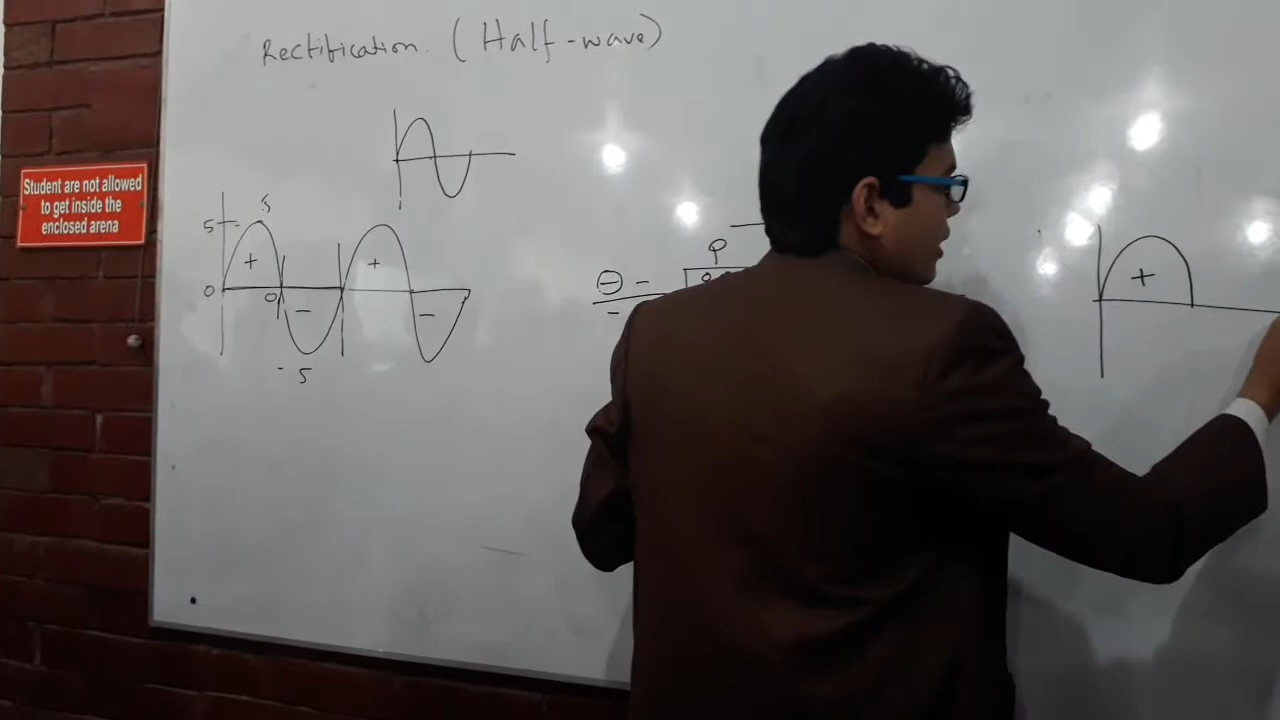 Rectification. (Half-wave)
Student are not allowed
to get inside the
enclosed arena
5
5
+
+
0
0
-
-
-5
P
-
-
+